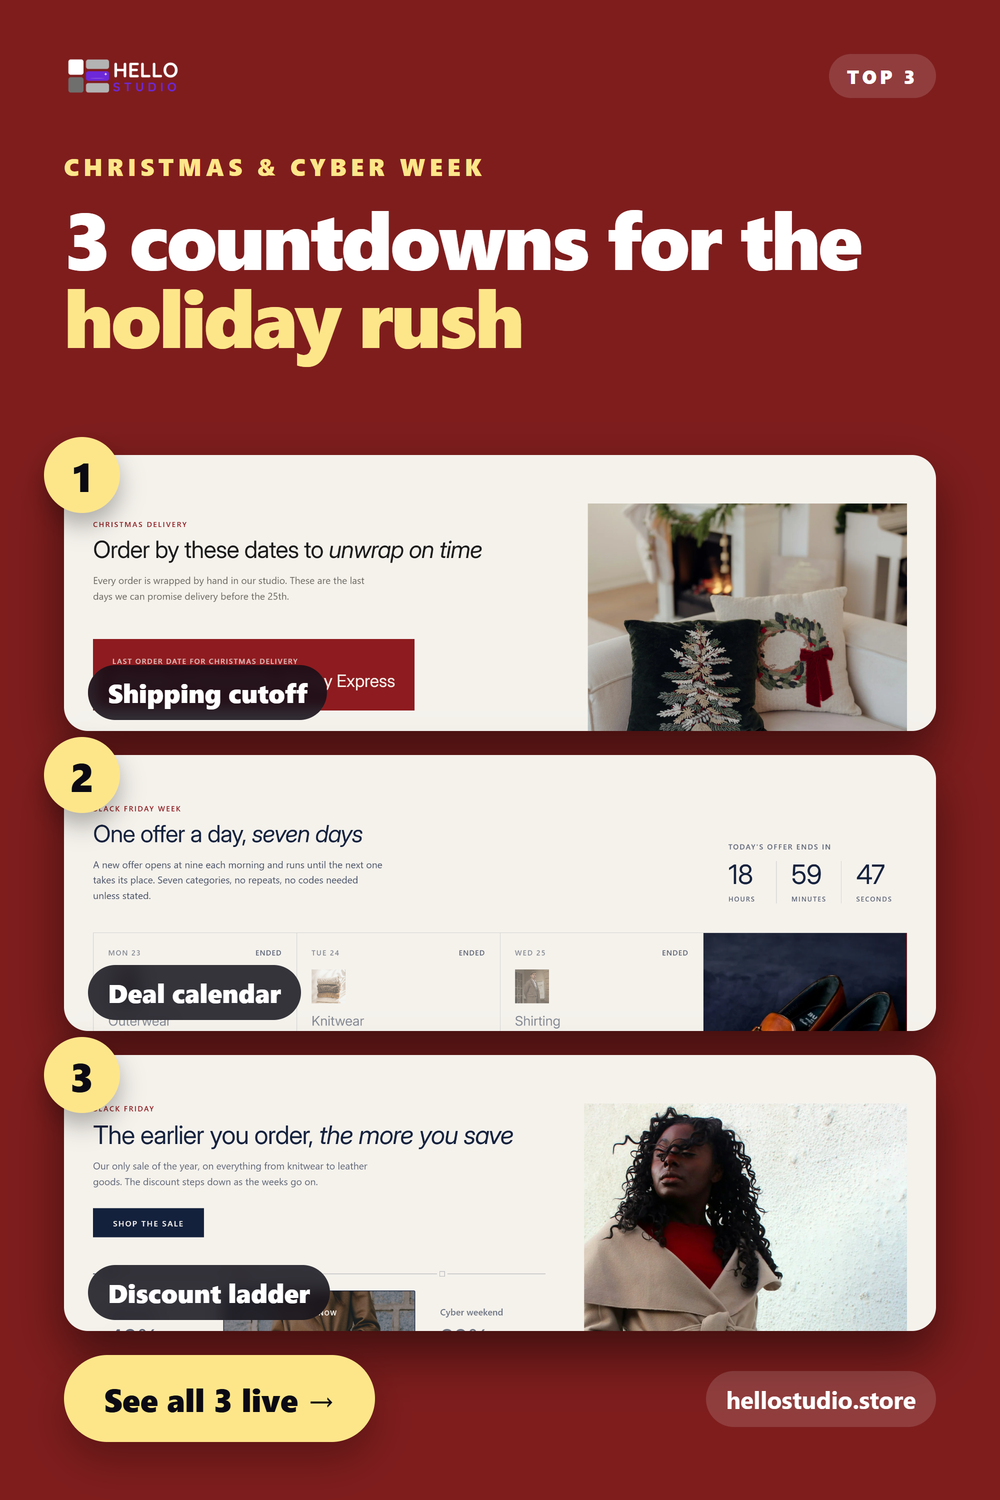 HELLO
STUDIO
TOP 3
CHRISTMAS & CYBER WEEK
3 countdowns for the
holiday rush
1
CHRISTMAS DELIVERY
Order by these dates to unwrap on time
Every order is wrapped by hand in our studio. These are the last
days we can promise delivery before the 25th.
LAST ORDER DATE FOR CHRISTMAS DELIVERY
y Express
Shipping cutoff
2
LACK FRIDAY WEEK
One offer a day, seven days
A new offer opens at nine each morning and runs until the next one
takes its place. Seven categories, no repeats, no codes needed
unless stated.
TODAY'S OFFER ENDS IN
18 59 47
HOURS MINUTES SECONDS
MON 23 ENDED TUE 24 ENDED WED 25 ENDED
Deal calendar
Outerwear Knitwear Shirting
3
LACK FRIDAY
The earlier you order, the more you save
Our only sale of the year, on everything from knitwear to leather
goods. The discount steps down as the weeks go on.
SHOP THE SALE
Discount ladder
NOW
Cyber weekend
See all 3 live →
hellostudio.store